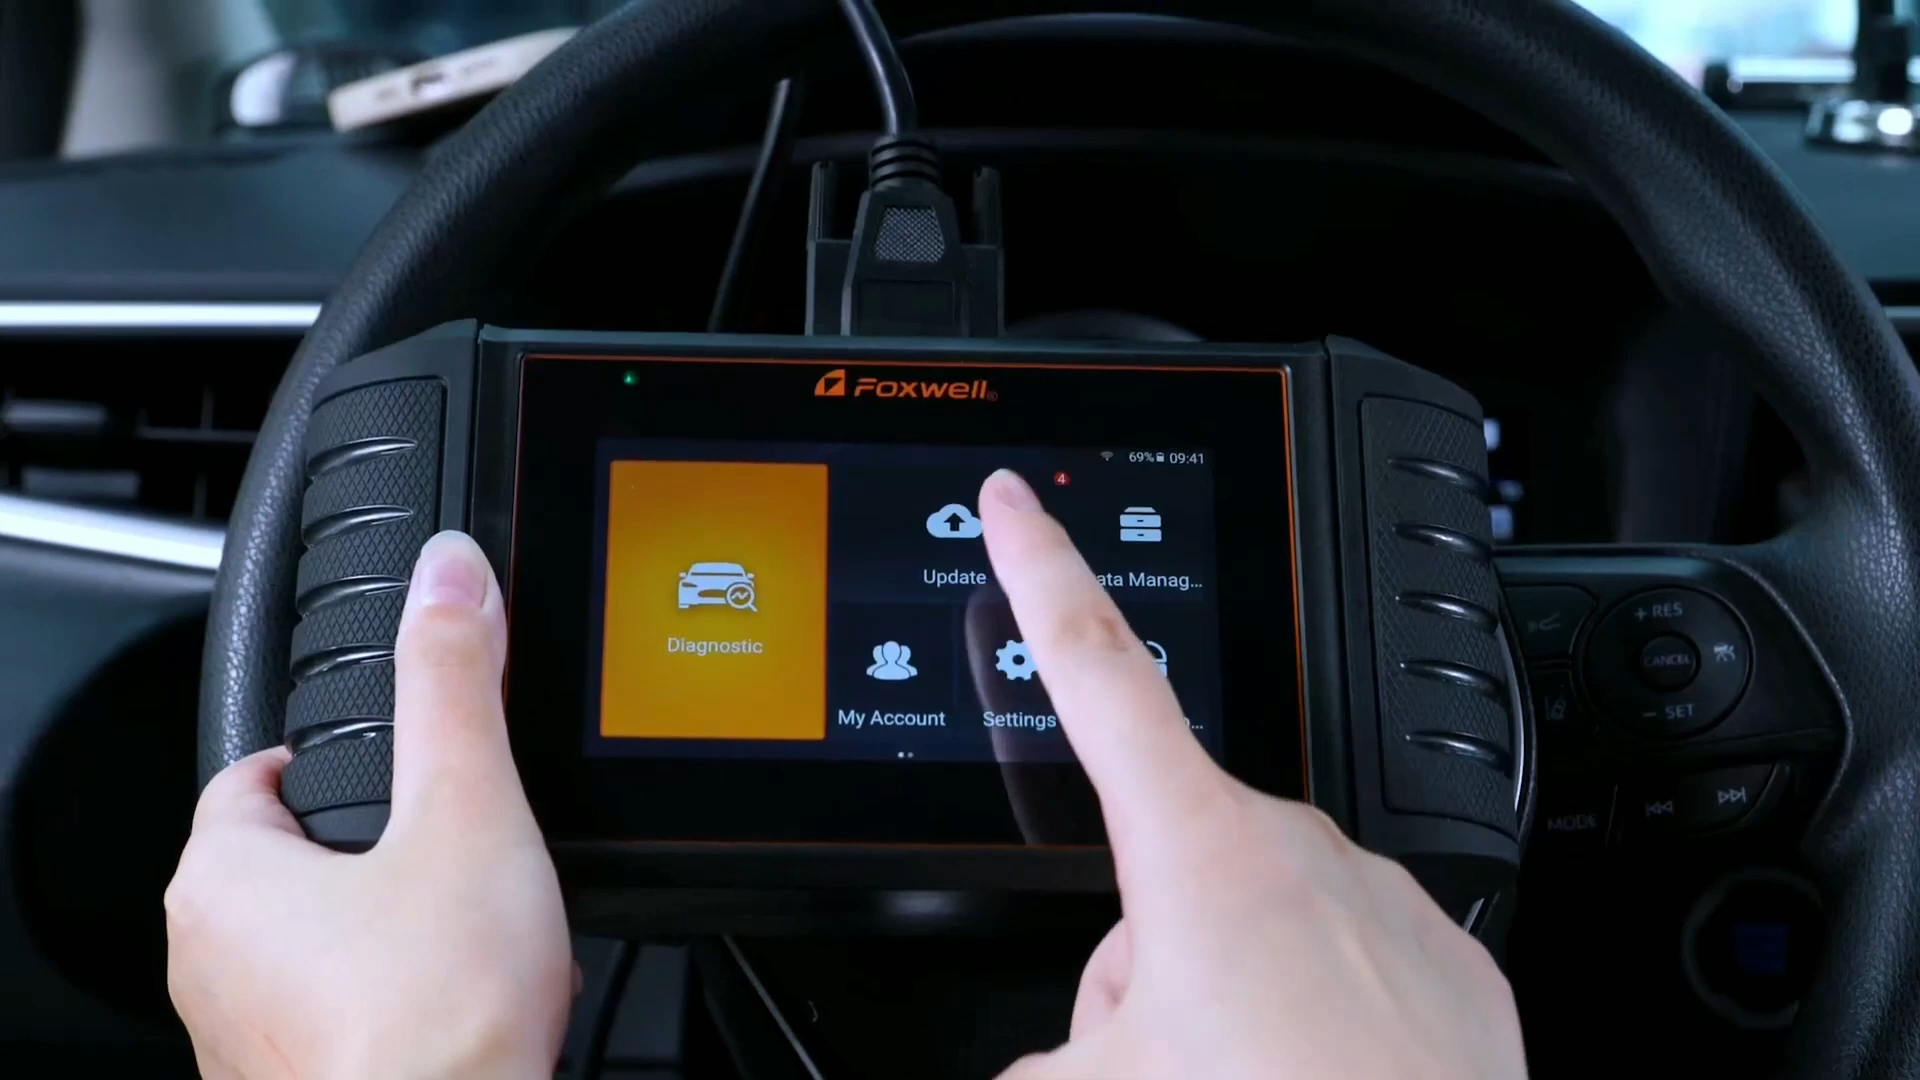 Foxwell®
69% 09:41
4
Update
ata Manag...
Diagnostic
My Account
Settings
...
+ RES
CANCEL
- SET
MODE